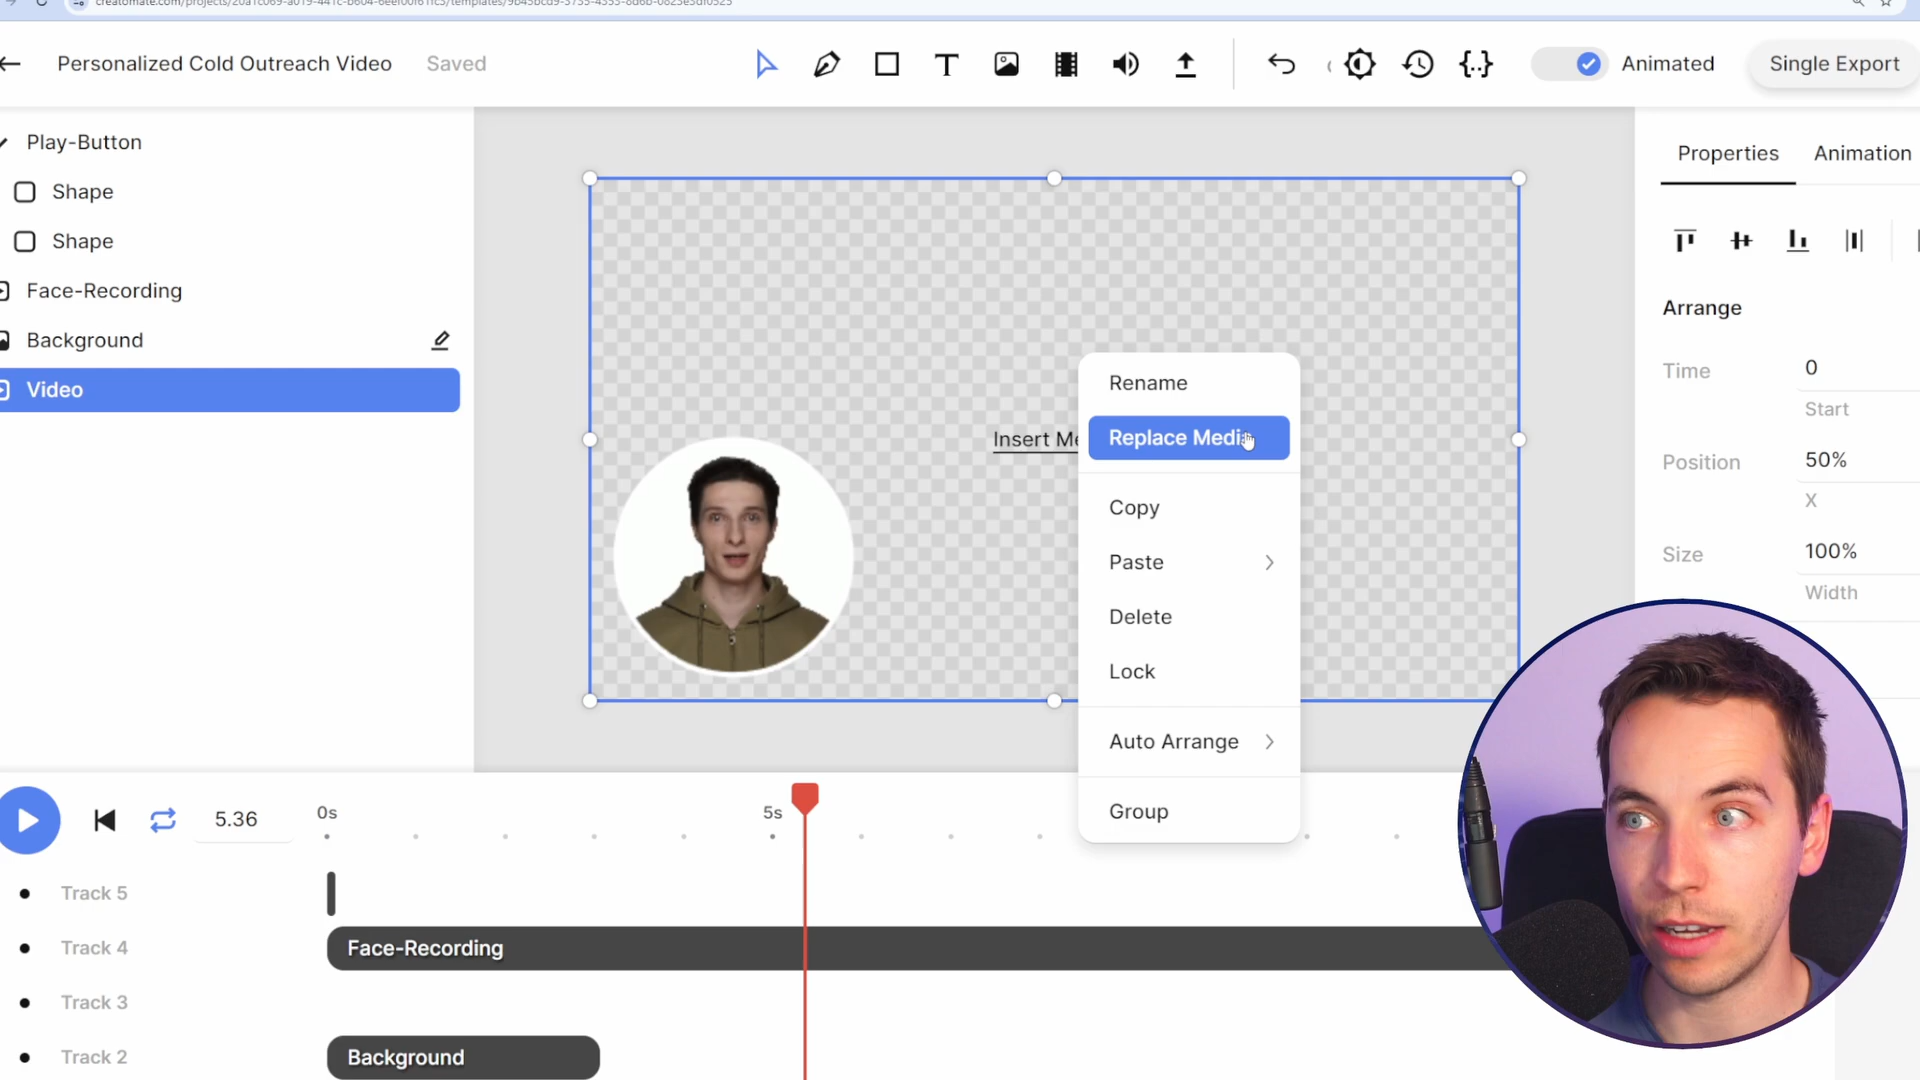 Personalized Cold Outreach Video Saved
Animated
Single Export
Play-Button
Shape
Shape
Face-Recording
Background
Video
Insert
Rename
Replace Media
Copy
Paste
Delete
Lock
Auto Arrange
Group
Properties Animation
Arrange
Time 0
Start
Position 50%
X
Size 100%
Width
5.36
0s
5s
Track 5
Track 4
Face-Recording
Track 3
Track 2
Background